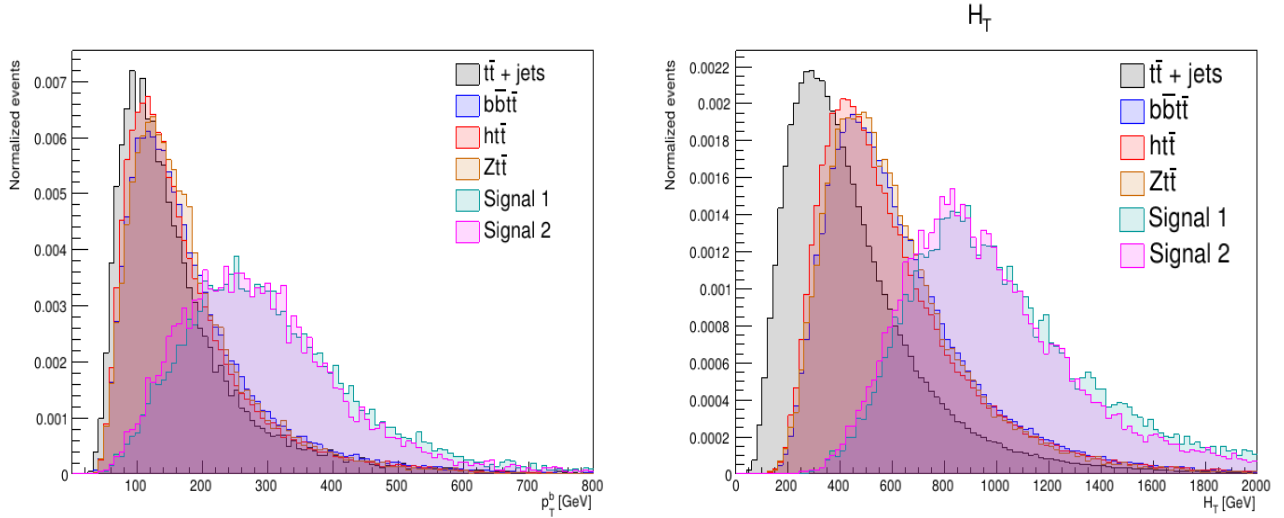 H_T
Normalized events
0.007
0.006
0.005
0.004
0.003
0.002
0.001
0
tt̄ + jets
bb̄tt̄
htt̄
Ztt̄
Signal 1
Signal 2
100 200 300 400 500 600 700 800
p_T^b [GeV]
Normalized events
0.0022
0.002
0.0018
0.0016
0.0014
0.0012
0.001
0.0008
0.0006
0.0004
0.0002
0
tt̄ + jets
bb̄tt̄
htt̄
Ztt̄
Signal 1
Signal 2
0 200 400 600 800 1000 1200 1400 1600 1800 2000
H_T [GeV]